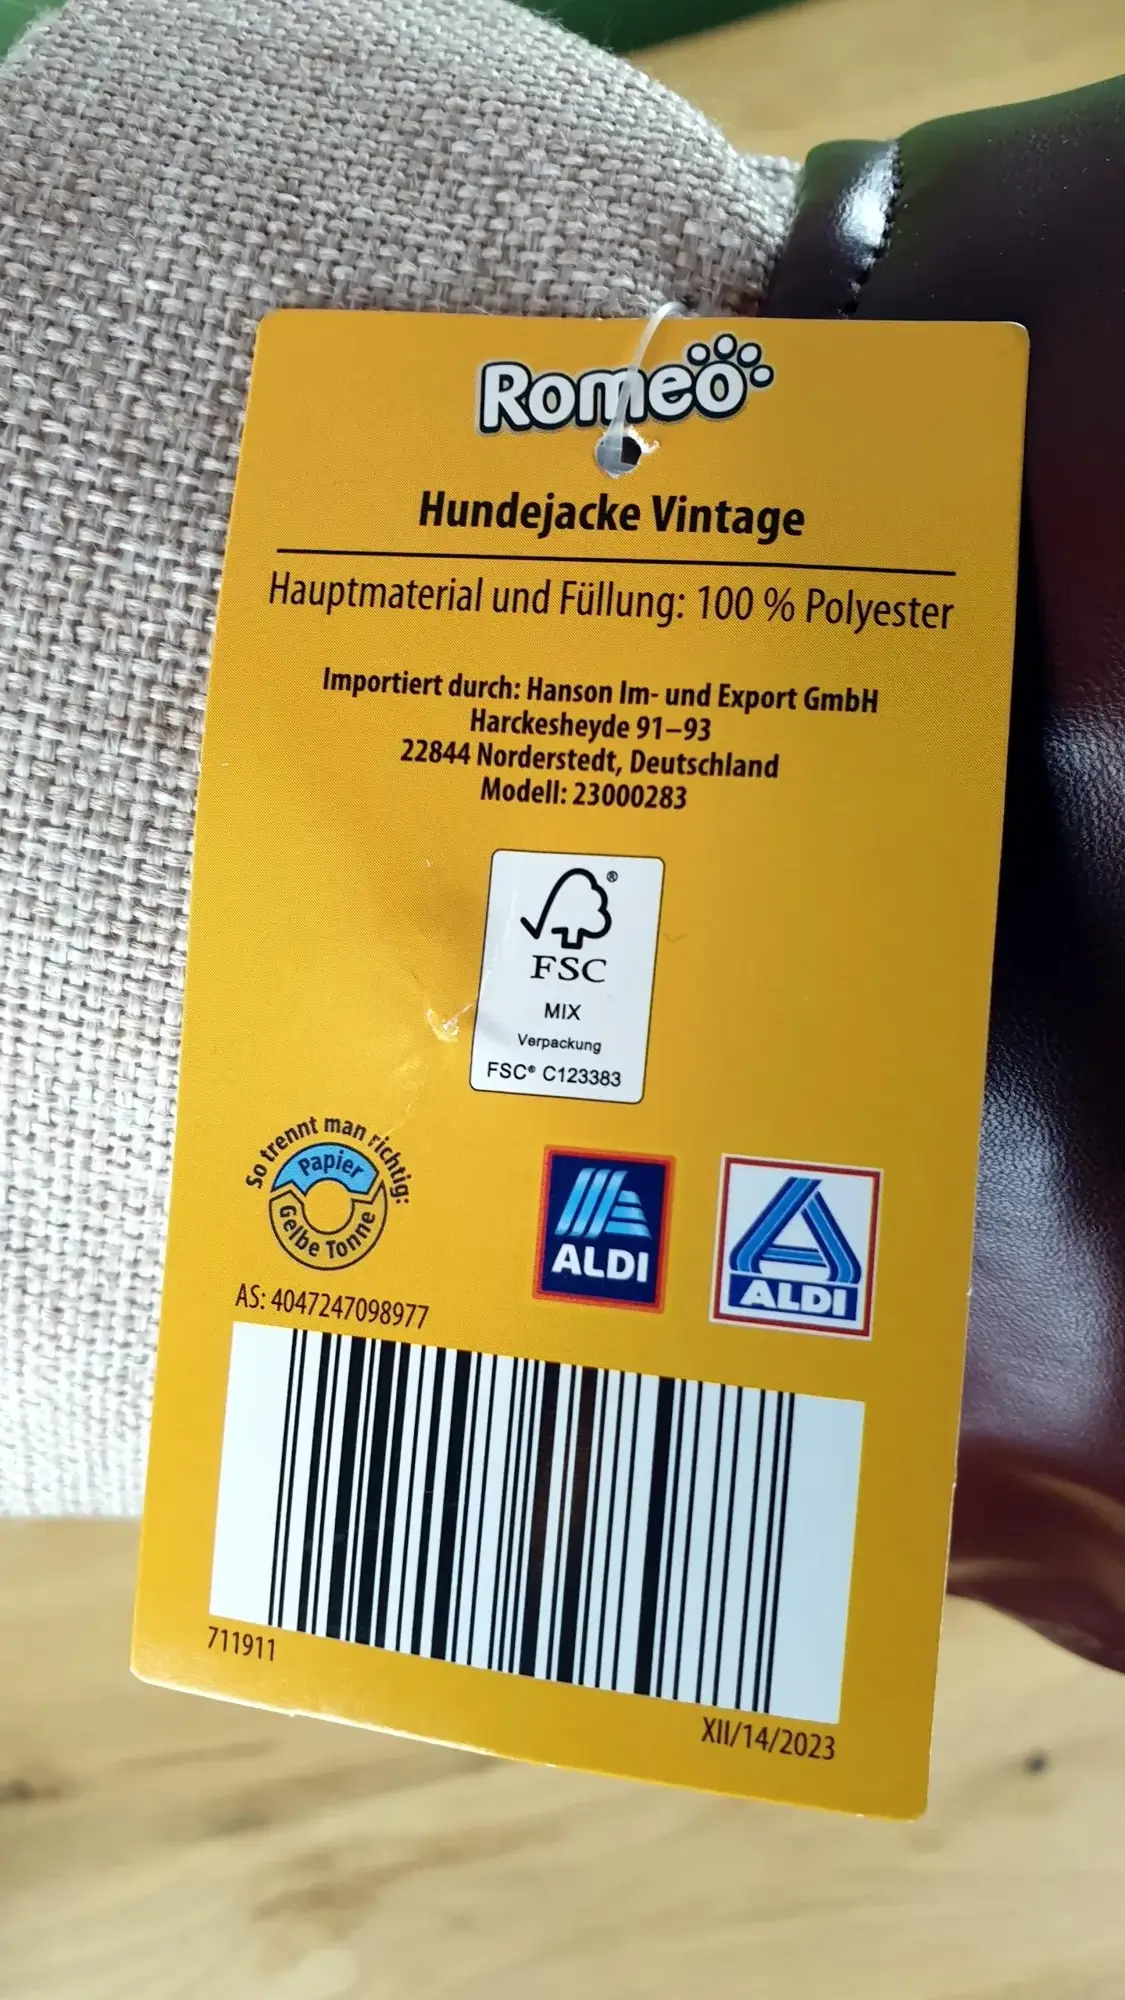 Romeo
Hundejacke Vintage
Hauptmaterial und Füllung: 100 % Polyester
Importiert durch: Hanson Im- und Export GmbH
Harckesheyde 91–93
22844 Norderstedt, Deutschland
Modell: 23000283
®
FSC
MIX
Verpackung
FSC® C123383
So trennt man richtig:
Papier
Gelbe Tonne
ALDI
ALDI
AS: 4047247098977
711911
XII/14/2023